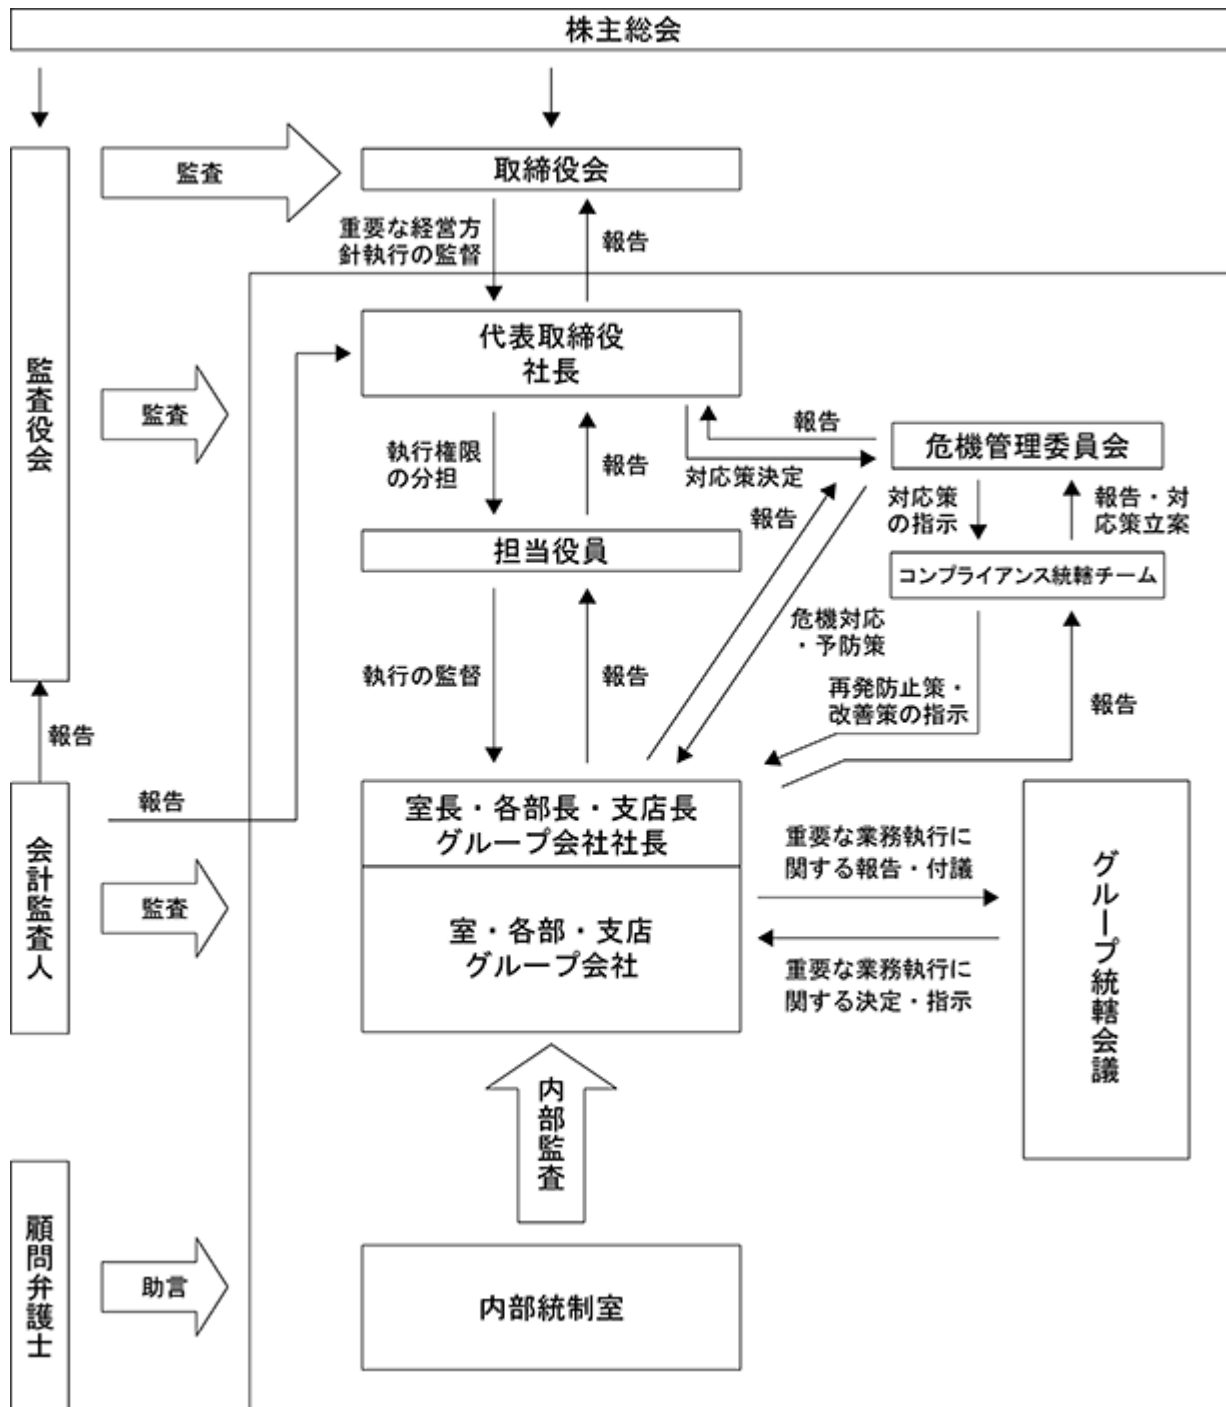 株主総会
監査
取締役会
重要な経営方
針執行の監督
報告
代表取締役
社長
監査役会
監査
執行権限
の分担
報告
報告
対応策決定
危機管理委員会
報告
対応策
の指示
報告・対
応策立案
担当役員
コンプライアンス統轄チーム
危機対応
・予防策
執行の監督
報告
再発防止策・
改善策の指示
報告
報告
報告
会計監査人
監査
室長・各部長・支店長
グループ会社社長
室・各部・支店
グループ会社
重要な業務執行に
関する報告・付議
重要な業務執行に
関する決定・指示
グループ統轄会議
内部監査
顧問弁護士
助言
内部統制室